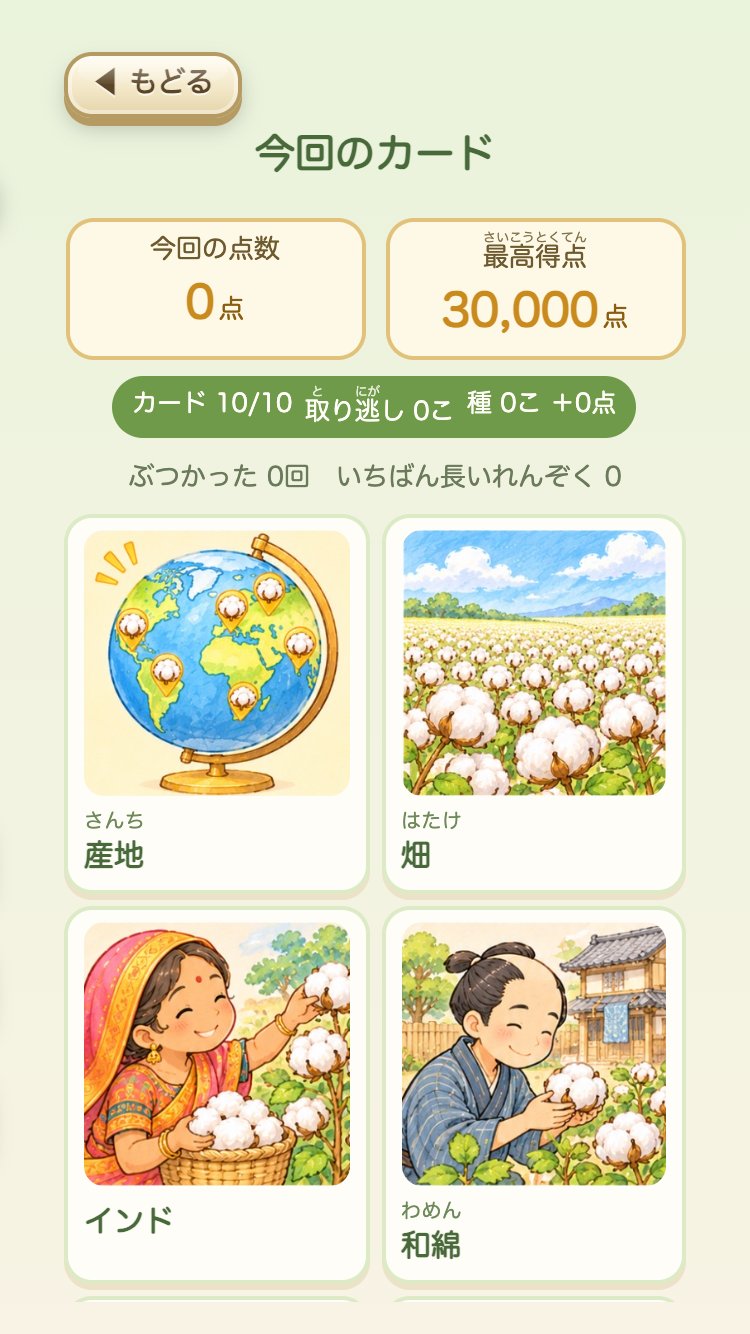 ◀ もどる
今回のカード
今回の点数
0点
さいこうとくてん
最高得点
30,000点
と にが
カード 10/10 取り逃し 0こ 種 0こ +0点
ぶつかった 0回 いちばん長いれんぞく 0
さんち
産地
はたけ
畑
インド
わめん
和綿